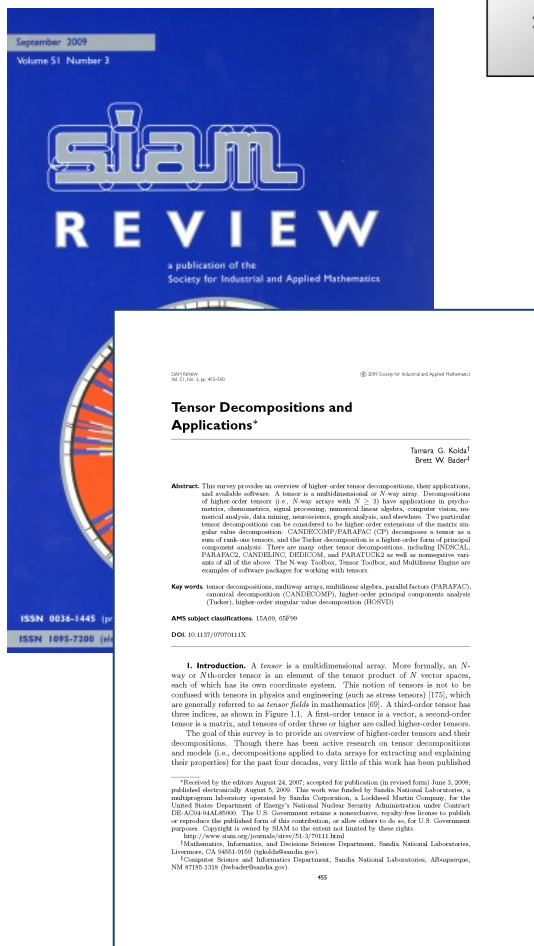 September 2009
Volume 51 Number 3
siam
REVIEW
a publication of the
Society for Industrial and Applied Mathematics
SIAM REVIEW
Vol. 51, No. 3, pp. 455–500
© 2009 Society for Industrial and Applied Mathematics
Tensor Decompositions and
Applications*
Tamara G. Kolda†
Brett W. Bader‡
Abstract. This survey provides an overview of higher-order tensor decompositions, their applications,
and available software. A tensor is a multidimensional or N-way array. Decompositions
of higher-order tensors (i.e., N-way arrays with N ≥ 3) have applications in psycho-
metrics, chemometrics, signal processing, numerical linear algebra, computer vision, nu-
merical analysis, data mining, neuroscience, graph analysis, and elsewhere. Two particular
tensor decompositions can be considered to be higher-order extensions of the matrix sin-
gular value decomposition: CANDECOMP/PARAFAC (CP) decomposes a tensor as a
sum of rank-one tensors, and the Tucker decomposition is a higher-order form of principal
component analysis. There are many other tensor decompositions, including INDSCAL,
PARAFAC2, CANDELINC, DEDICOM, and PARATUCK2 as well as nonnegative vari-
ants of all of the above. The N-way Toolbox, Tensor Toolbox, and Multilinear Engine are
examples of software packages for working with tensors.
Key words. tensor decompositions, multiway arrays, multilinear algebra, parallel factors (PARAFAC),
canonical decomposition (CANDECOMP), higher-order principal components analysis
(Tucker), higher-order singular value decomposition (HOSVD)
AMS subject classifications. 15A69, 65F99
DOI. 10.1137/07070111X
ISSN 0036-1445 (pr
ISSN 1095-7200 (ele
1. Introduction. A tensor is a multidimensional array. More formally, an N-
way or Nth-order tensor is an element of the tensor product of N vector spaces,
each of which has its own coordinate system. This notion of tensors is not to be
confused with tensors in physics and engineering (such as stress tensors) [175], which
are generally referred to as tensor fields in mathematics [69]. A third-order tensor has
three indices, as shown in Figure 1.1. A first-order tensor is a vector, a second-order
tensor is a matrix, and tensors of order three or higher are called higher-order tensors.
The goal of this survey is to provide an overview of higher-order tensors and their
decompositions. Though there has been active research on tensor decompositions
and models (i.e., decompositions applied to data arrays for extracting and explaining
their properties) for the past four decades, very little of this work has been published
*Received by the editors August 24, 2007; accepted for publication (in revised form) June 3, 2008;
published electronically August 5, 2009. This work was funded by Sandia National Laboratories, a
multiprogram laboratory operated by Sandia Corporation, a Lockheed Martin Company, for the
United States Department of Energy's National Nuclear Security Administration under Contract
DE-AC04-94AL85000. The U.S. Government retains a nonexclusive, royalty-free license to publish
or reproduce the published form of this contribution, or allow others to do so, for U.S. Government
purposes. Copyright is owned by SIAM to the extent not limited by these rights.
http://www.siam.org/journals/sirev/51-3/70111.html
†Mathematics, Informatics, and Decisions Sciences Department, Sandia National Laboratories,
Livermore, CA 94551-9159 (tgkolda@sandia.gov).
‡Computer Science and Informatics Department, Sandia National Laboratories, Albuquerque,
NM 87185-1318 (bwbader@sandia.gov).
455